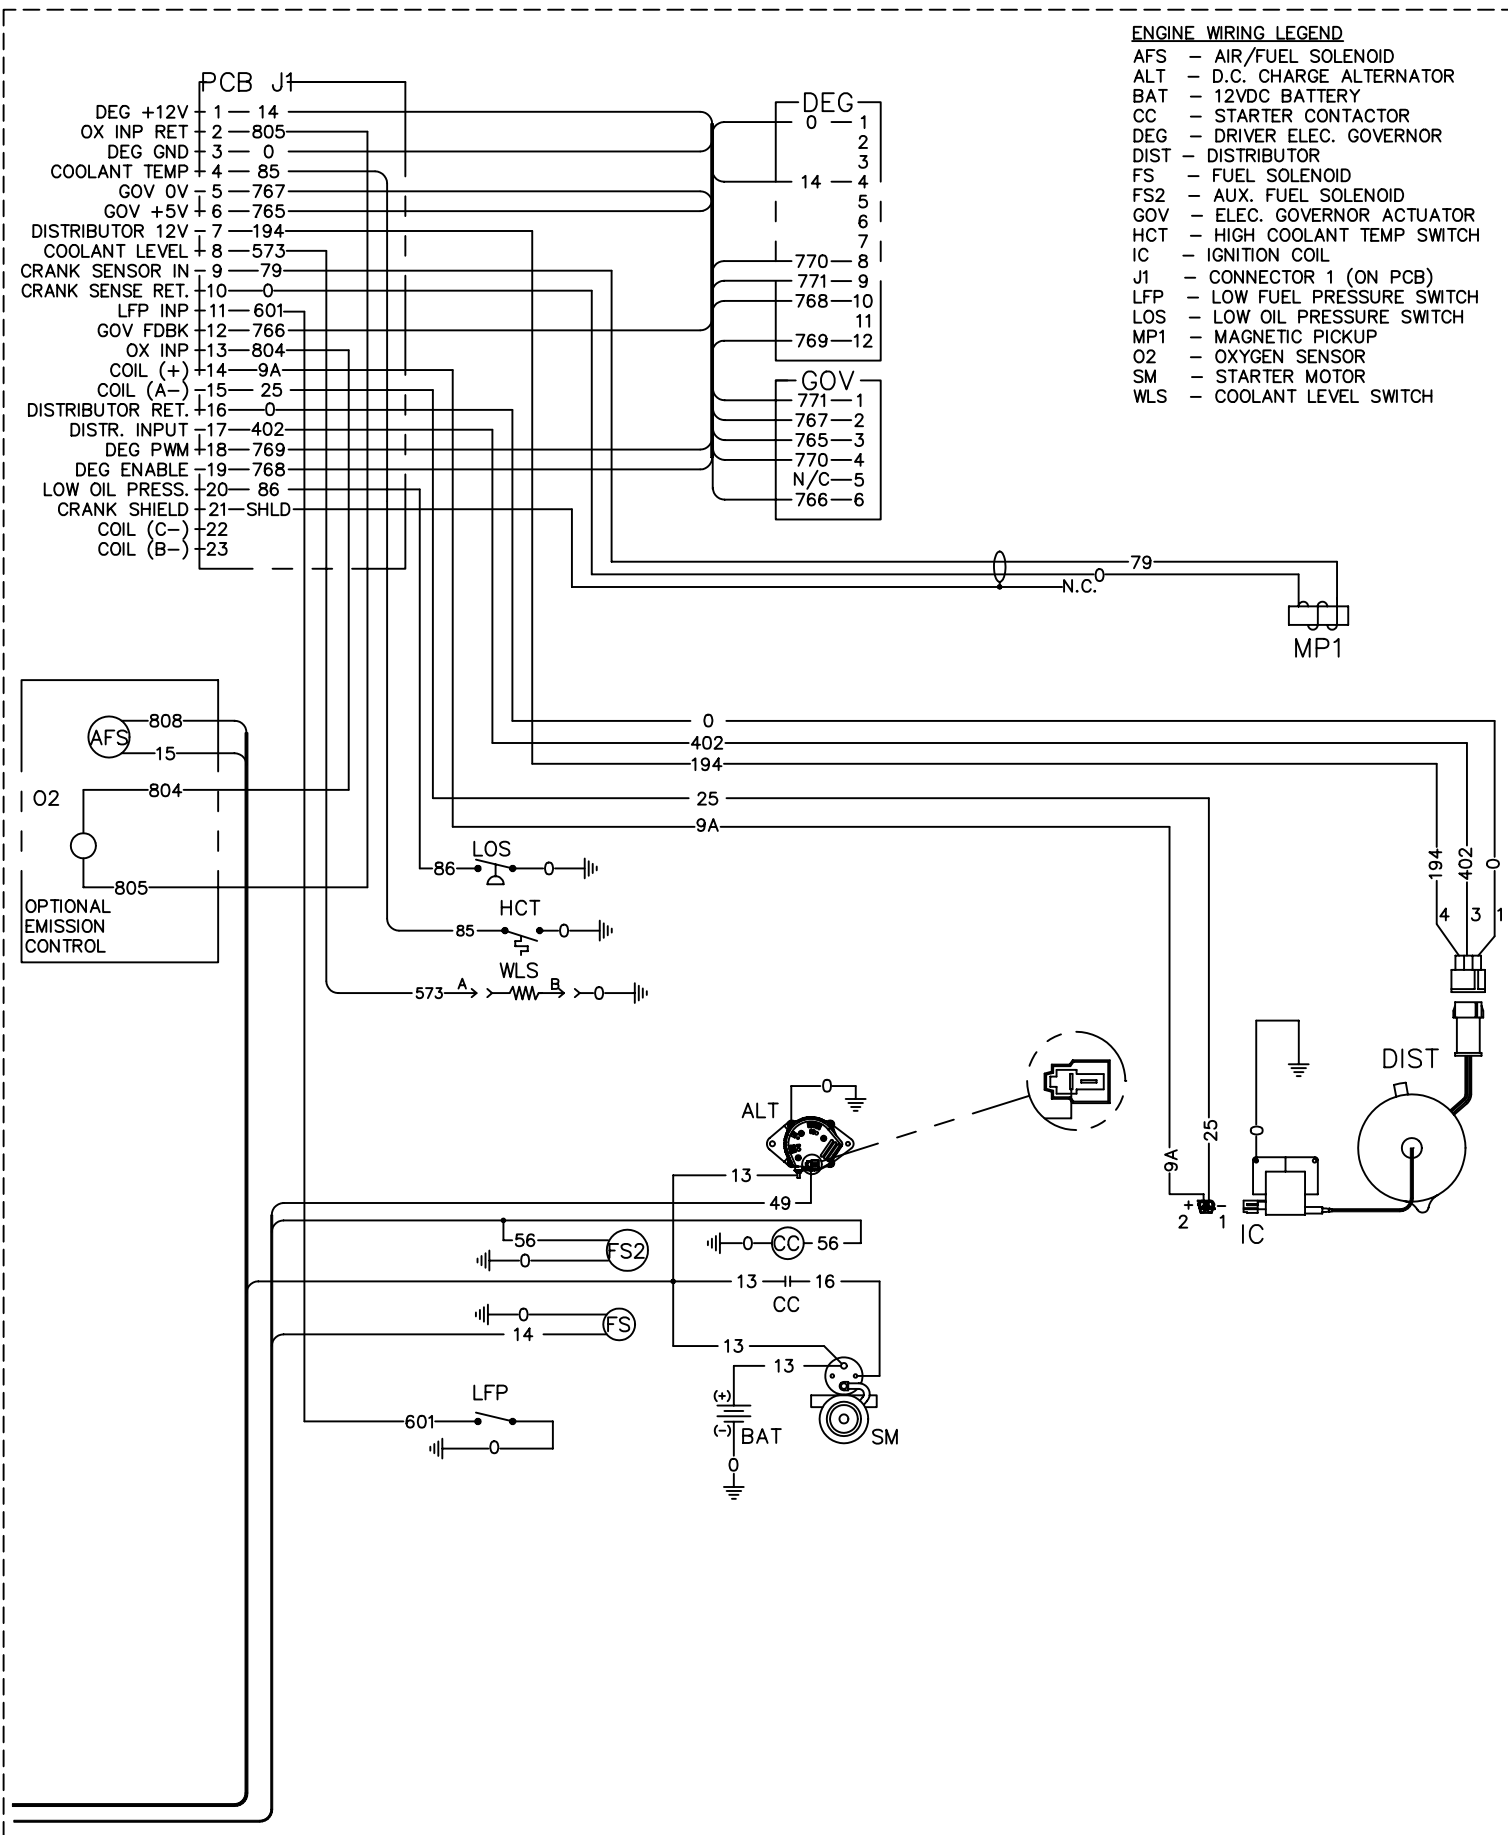 ENGINE WIRING LEGEND
AFS – AIR/FUEL SOLENOID
ALT – D.C. CHARGE ALTERNATOR
BAT – 12VDC BATTERY
CC – STARTER CONTACTOR
DEG – DRIVER ELEC. GOVERNOR
DIST – DISTRIBUTOR
FS – FUEL SOLENOID
FS2 – AUX. FUEL SOLENOID
GOV – ELEC. GOVERNOR ACTUATOR
HCT – HIGH COOLANT TEMP SWITCH
IC – IGNITION COIL
J1 – CONNECTOR 1 (ON PCB)
LFP – LOW FUEL PRESSURE SWITCH
LOS – LOW OIL PRESSURE SWITCH
MP1 – MAGNETIC PICKUP
O2 – OXYGEN SENSOR
SM – STARTER MOTOR
WLS – COOLANT LEVEL SWITCH
PCB J1
DEG +12V 1 14
OX INP RET 2 805
DEG GND 3 0
COOLANT TEMP 4 85
GOV 0V 5 767
GOV +5V 6 765
DISTRIBUTOR 12V 7 194
COOLANT LEVEL 8 573
CRANK SENSOR IN 9 79
CRANK SENSE RET. 10 0
LFP INP 11 601
GOV FDBK 12 766
OX INP 13 804
COIL (+) 14 9A
COIL (A–) 15 25
DISTRIBUTOR RET. 16 0
DISTR. INPUT 17 402
DEG PWM 18 769
DEG ENABLE 19 768
LOW OIL PRESS. 20 86
CRANK SHIELD 21 SHLD
COIL (C–) 22
COIL (B–) 23
DEG
0 1
2
3
14 4
5
6
7
770 8
771 9
768 10
11
769 12
GOV
771 1
767 2
765 3
770 4
N/C 5
766 6
79
0
N.C.
MP1
AFS
808
15
O2
804
805
OPTIONAL
EMISSION
CONTROL
0
402
194
25
9A
194
402
0
4
3
1
LOS
86
0
HCT
85
0
WLS
573
A
B
0
DIST
ALT
0
13
49
0
25
9A
+
–
2
1
IC
56
0
FS2
0
CC
56
13
16
CC
0
14
FS
13
13
(+)
(–)
BAT
0
SM
LFP
601
0